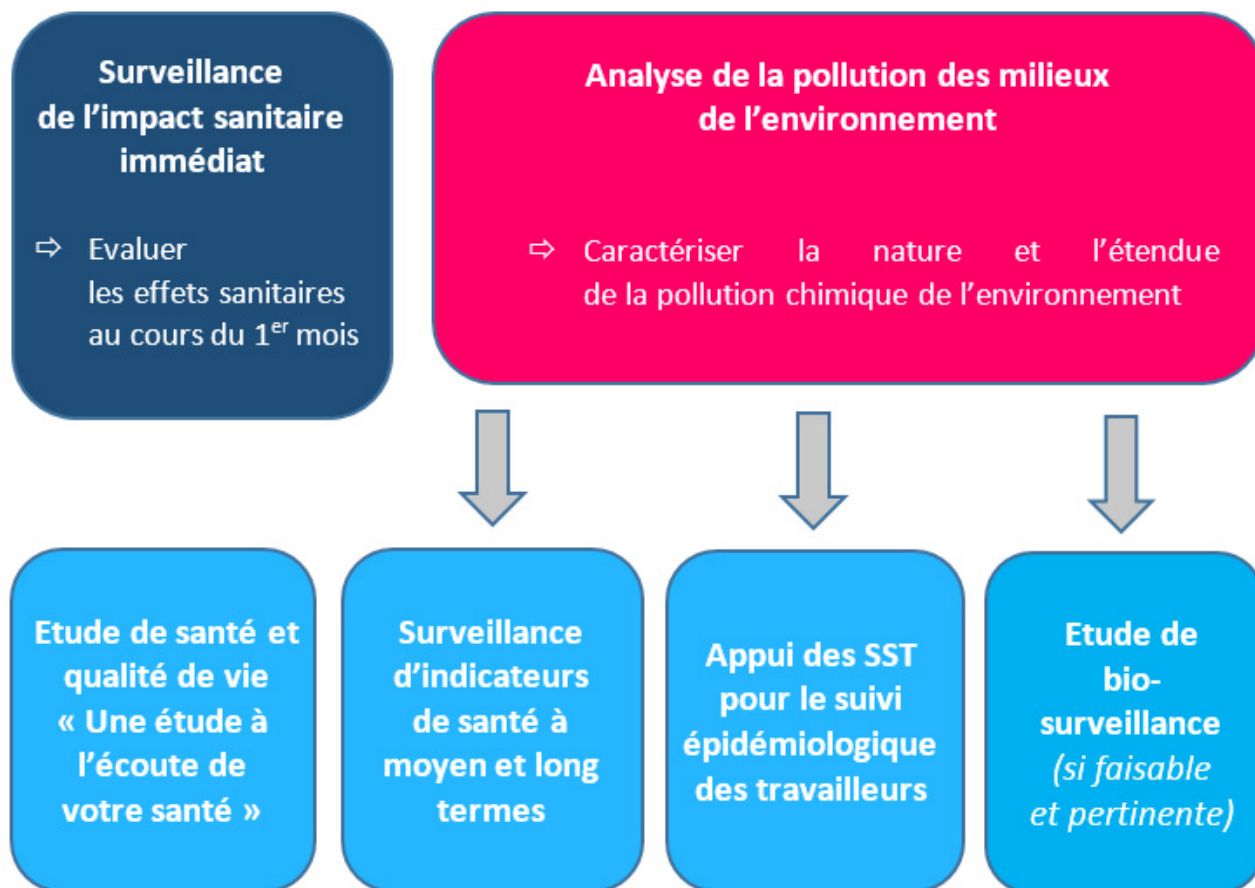 Surveillance
de l'impact sanitaire
immédiat
⇨ Evaluer
les effets sanitaires
au cours du 1er mois
Analyse de la pollution des milieux
de l'environnement
⇨ Caractériser la nature et l'étendue
de la pollution chimique de l'environnement
Etude de santé et
qualité de vie
« Une étude à
l'écoute de
votre santé »
Surveillance
d'indicateurs
de santé à
moyen et long
termes
Appui des SST
pour le suivi
épidémiologique
des travailleurs
Etude de
bio-
surveillance
(si faisable
et pertinente)